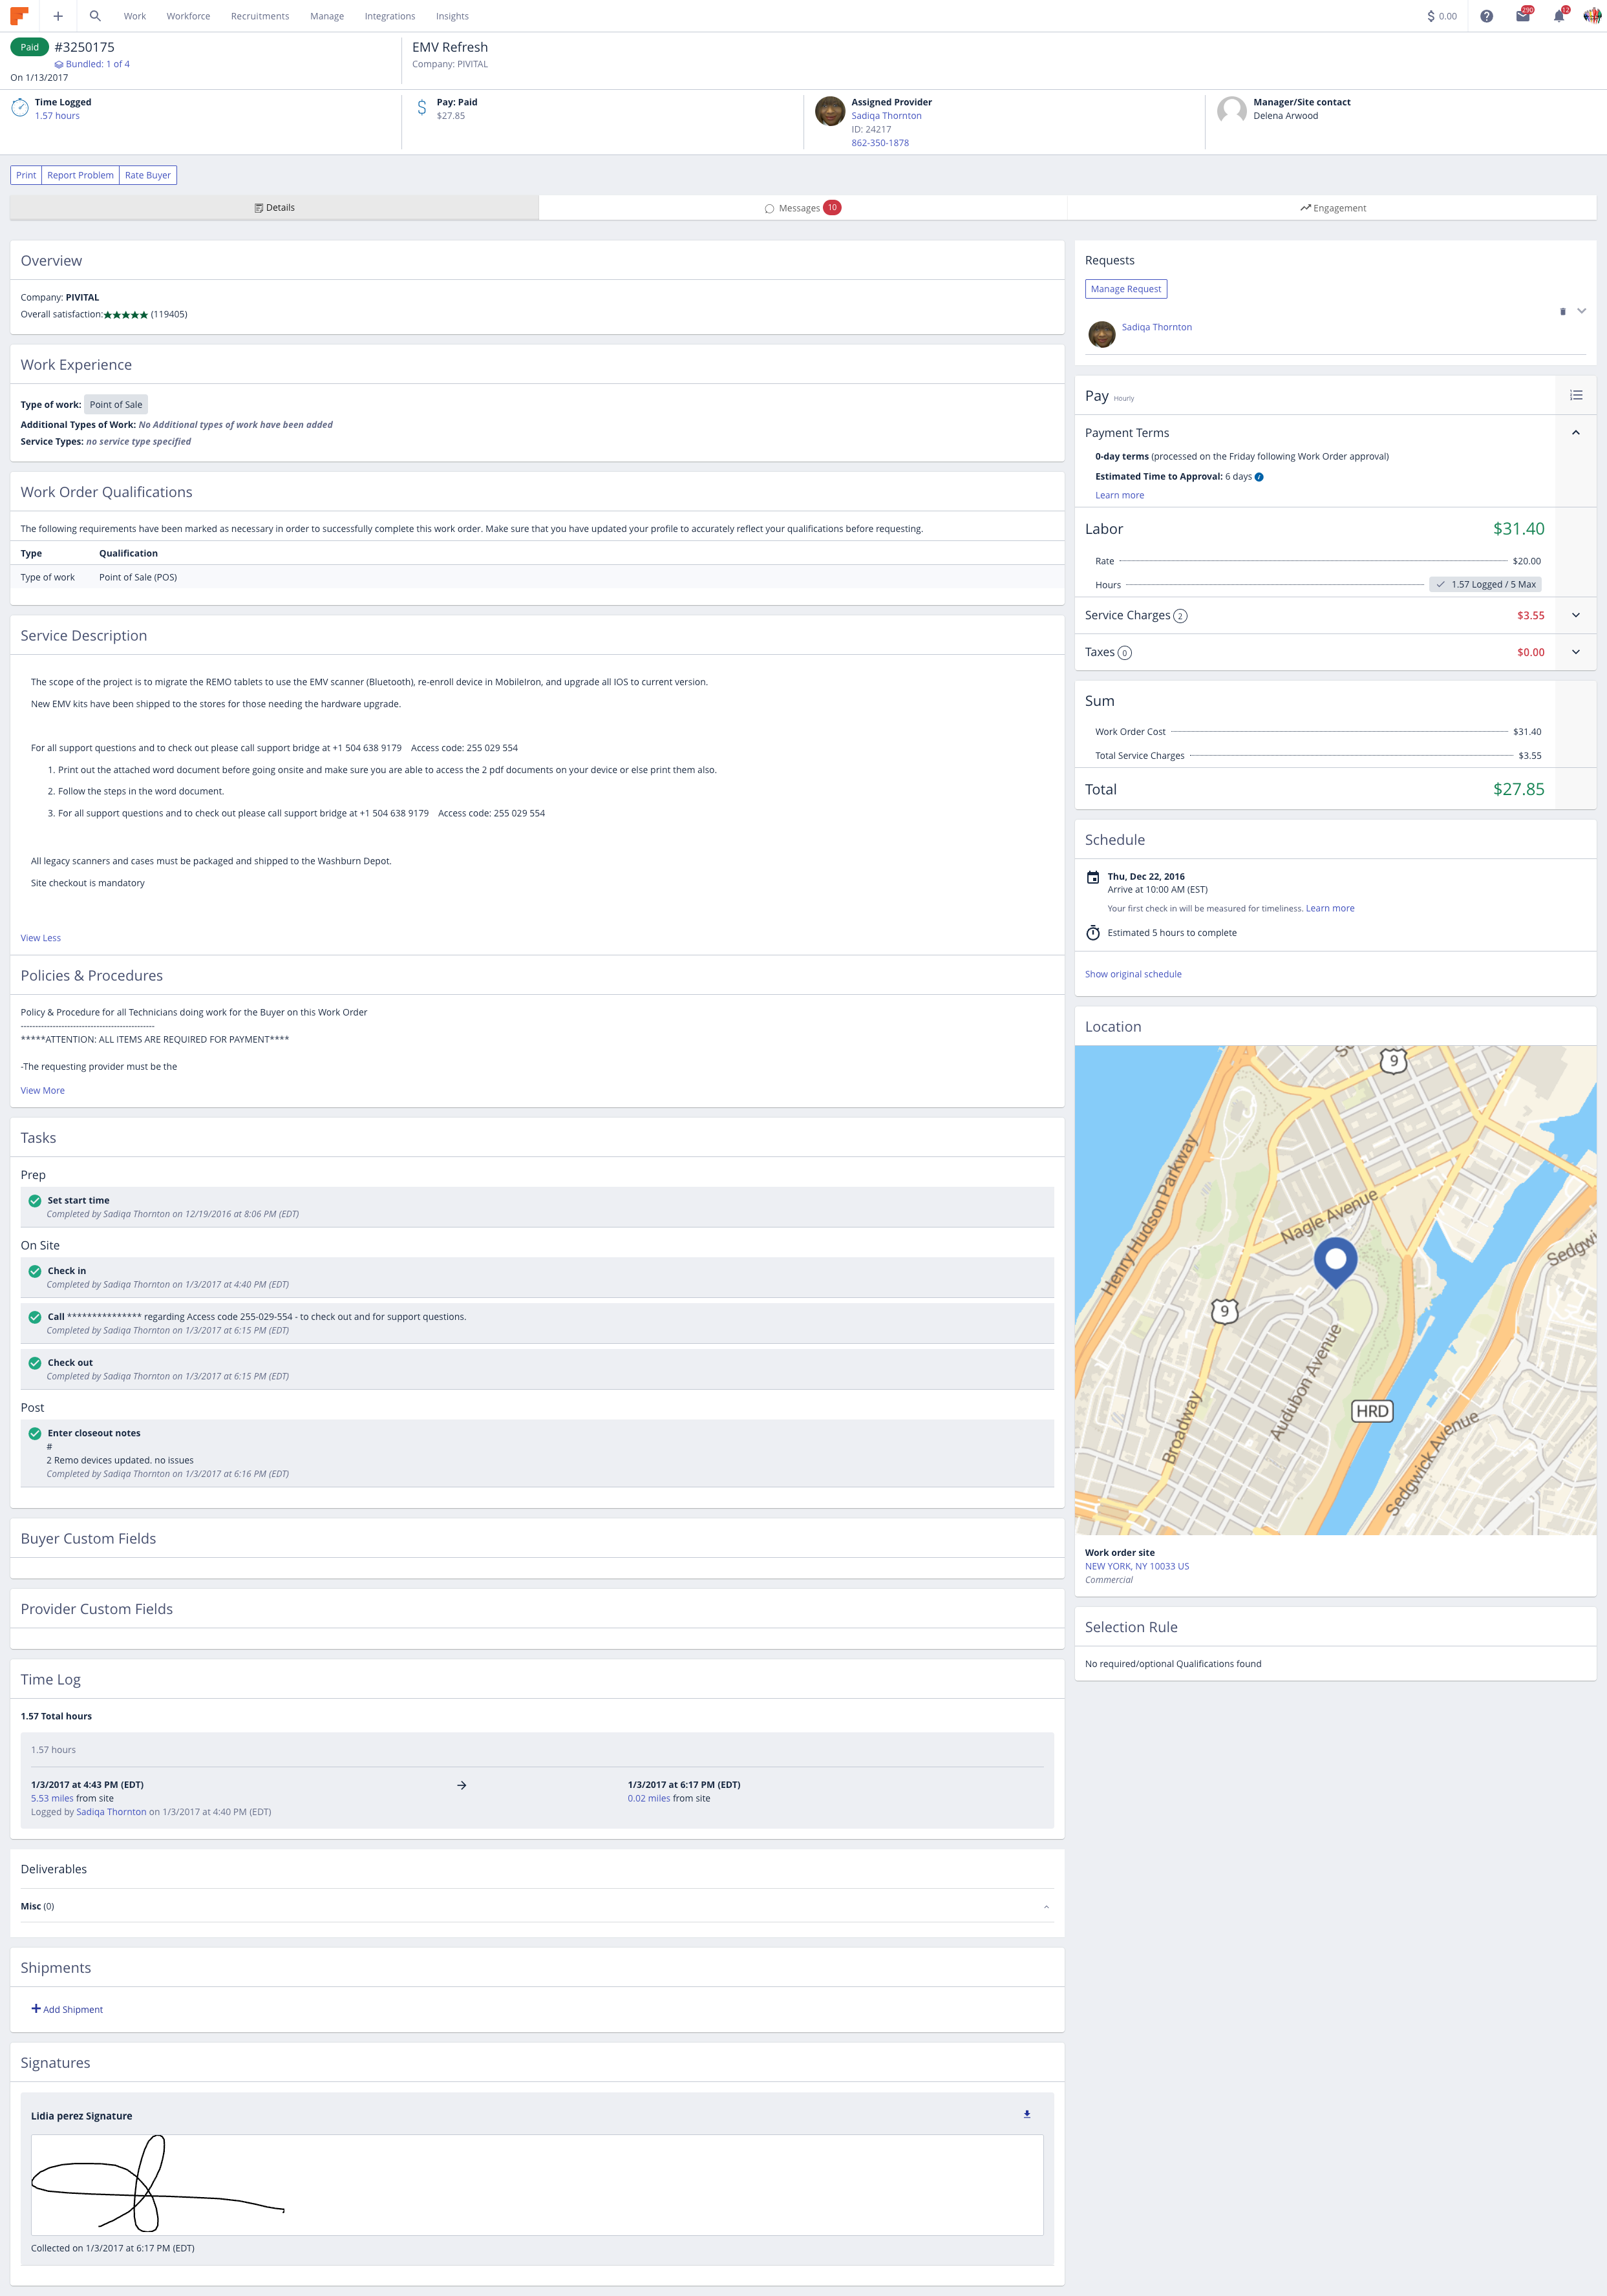 Work Workforce Recruitments Manage Integrations Insights
$ 0.00 290 12
Paid #3250175
Bundled: 1 of 4
On 1/13/2017
EMV Refresh
Company: PIVITAL
Time Logged
1.57 hours
Pay: Paid
$27.85
Assigned Provider
Sadiqa Thornton
ID: 24217
862-350-1878
Manager/Site contact
Delena Arwood
Print Report Problem Rate Buyer
Details Messages 10 Engagement
Overview
Company: PIVITAL
Overall satisfaction:★★★★★ (119405)
Work Experience
Type of work: Point of Sale
Additional Types of Work: No Additional types of work have been added
Service Types: no service type specified
Work Order Qualifications
The following requirements have been marked as necessary in order to successfully complete this work order. Make sure that you have updated your profile to accurately reflect your qualifications before requesting.
Type Qualification
Type of work Point of Sale (POS)
Service Description
The scope of the project is to migrate the REMO tablets to use the EMV scanner (Bluetooth), re-enroll device in MobileIron, and upgrade all IOS to current version.
New EMV kits have been shipped to the stores for those needing the hardware upgrade.
For all support questions and to check out please call support bridge at +1 504 638 9179 Access code: 255 029 554
1. Print out the attached word document before going onsite and make sure you are able to access the 2 pdf documents on your device or else print them also.
2. Follow the steps in the word document.
3. For all support questions and to check out please call support bridge at +1 504 638 9179 Access code: 255 029 554
All legacy scanners and cases must be packaged and shipped to the Washburn Depot.
Site checkout is mandatory
View Less
Policies & Procedures
Policy & Procedure for all Technicians doing work for the Buyer on this Work Order
----------------------------------------------
*****ATTENTION: ALL ITEMS ARE REQUIRED FOR PAYMENT****
-The requesting provider must be the
View More
Tasks
Prep
Set start time
Completed by Sadiqa Thornton on 12/19/2016 at 8:06 PM (EDT)
On Site
Check in
Completed by Sadiqa Thornton on 1/3/2017 at 4:40 PM (EDT)
Call *************** regarding Access code 255-029-554 - to check out and for support questions.
Completed by Sadiqa Thornton on 1/3/2017 at 6:15 PM (EDT)
Check out
Completed by Sadiqa Thornton on 1/3/2017 at 6:15 PM (EDT)
Post
Enter closeout notes
#
2 Remo devices updated. no issues
Completed by Sadiqa Thornton on 1/3/2017 at 6:16 PM (EDT)
Buyer Custom Fields
Provider Custom Fields
Time Log
1.57 Total hours
1.57 hours
1/3/2017 at 4:43 PM (EDT) → 1/3/2017 at 6:17 PM (EDT)
5.53 miles from site 0.02 miles from site
Logged by Sadiqa Thornton on 1/3/2017 at 4:40 PM (EDT)
Deliverables
Misc (0)
Shipments
+ Add Shipment
Signatures
Lidia perez Signature
Collected on 1/3/2017 at 6:17 PM (EDT)
Requests
Manage Request
Sadiqa Thornton
Pay Hourly
Payment Terms
0-day terms (processed on the Friday following Work Order approval)
Estimated Time to Approval: 6 days
Learn more
Labor $31.40
Rate $20.00
Hours 1.57 Logged / 5 Max
Service Charges 2 $3.55
Taxes 0 $0.00
Sum
Work Order Cost $31.40
Total Service Charges $3.55
Total $27.85
Schedule
Thu, Dec 22, 2016
Arrive at 10:00 AM (EST)
Your first check in will be measured for timeliness. Learn more
Estimated 5 hours to complete
Show original schedule
Location
9
Henry Hudson Parkway
Nagle Avenue
9
Audubon Avenue
HRD
Broadway
Sedgwick Avenue
Work order site
NEW YORK, NY 10033 US
Commercial
Selection Rule
No required/optional Qualifications found